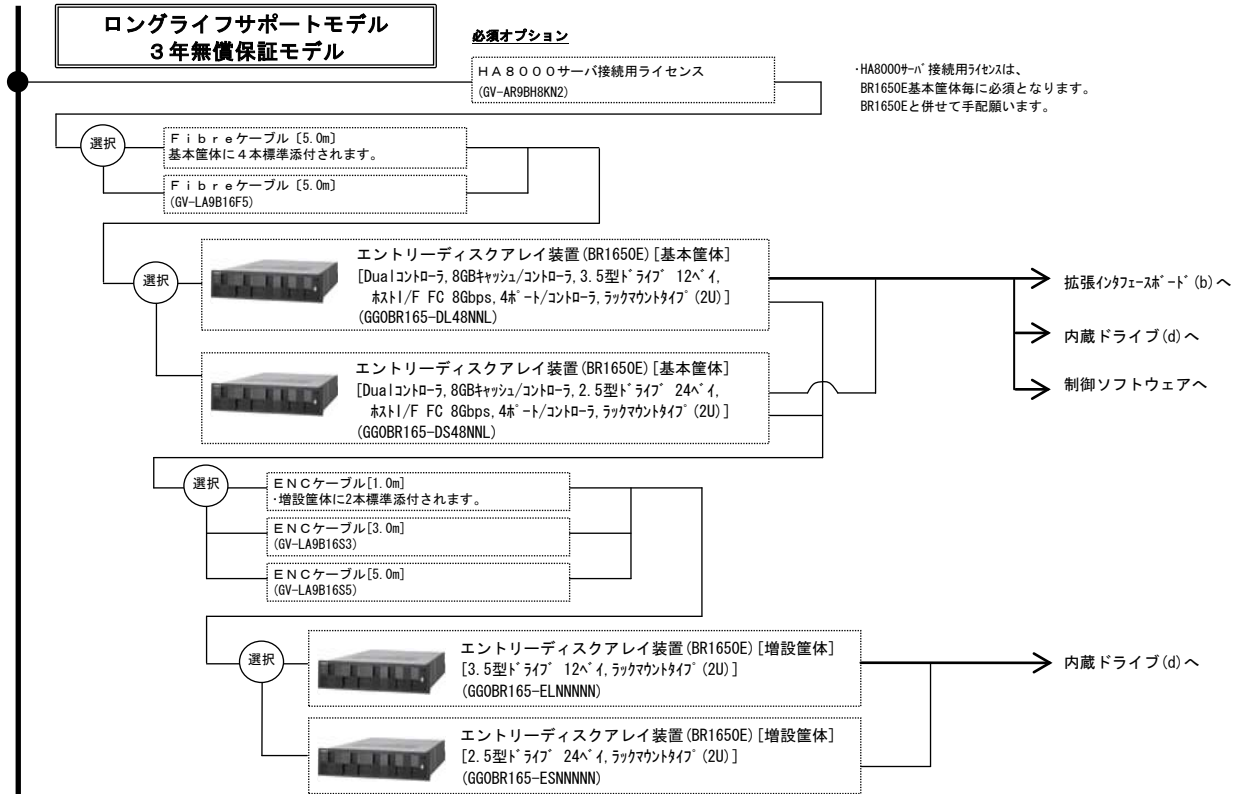 ロングライフサポートモデル
３年無償保証モデル
必須オプション
ＨＡ８０００サーバ接続用ライセンス
(GV-AR9BH8KN2)
･HA8000ｻｰﾊﾞ接続用ﾗｲｾﾝｽは、
BR1650E基本筐体毎に必須となります。
BR1650Eと併せて手配願います。
選択
Ｆｉｂｒｅケーブル〔5.0m〕
基本筐体に４本標準添付されます。
Ｆｉｂｒｅケーブル〔5.0m〕
(GV-LA9B16F5)
選択
エントリーディスクアレイ装置(BR1650E)[基本筐体]
[Dualｺﾝﾄﾛｰﾗ,8GBｷｬｯｼｭ/ｺﾝﾄﾛｰﾗ,3.5型ﾄﾞﾗｲﾌﾞ 12ﾍﾞｲ,
ﾎｽﾄI/F FC 8Gbps,4ﾎﾟｰﾄ/ｺﾝﾄﾛｰﾗ,ﾗｯｸﾏｳﾝﾄﾀｲﾌﾟ(2U)]
(GGOBR165-DL48NNL)
エントリーディスクアレイ装置(BR1650E)[基本筐体]
[Dualｺﾝﾄﾛｰﾗ,8GBｷｬｯｼｭ/ｺﾝﾄﾛｰﾗ,2.5型ﾄﾞﾗｲﾌﾞ 24ﾍﾞｲ,
ﾎｽﾄI/F FC 8Gbps,4ﾎﾟｰﾄ/ｺﾝﾄﾛｰﾗ,ﾗｯｸﾏｳﾝﾄﾀｲﾌﾟ(2U)]
(GGOBR165-DS48NNL)
拡張ｲﾝﾀﾌｪｰｽﾎﾞｰﾄﾞ(b)へ
内蔵ドライブ(d)へ
制御ソフトウェアへ
選択
ＥＮＣケーブル[1.0m]
･増設筐体に2本標準添付されます。
ＥＮＣケーブル[3.0m]
(GV-LA9B16S3)
ＥＮＣケーブル[5.0m]
(GV-LA9B16S5)
選択
エントリーディスクアレイ装置(BR1650E)[増設筐体]
[3.5型ﾄﾞﾗｲﾌﾞ 12ﾍﾞｲ,ﾗｯｸﾏｳﾝﾄﾀｲﾌﾟ(2U)]
(GGOBR165-ELNNNNN)
内蔵ドライブ(d)へ
エントリーディスクアレイ装置(BR1650E)[増設筐体]
[2.5型ﾄﾞﾗｲﾌﾞ 24ﾍﾞｲ,ﾗｯｸﾏｳﾝﾄﾀｲﾌﾟ(2U)]
(GGOBR165-ESNNNNN)